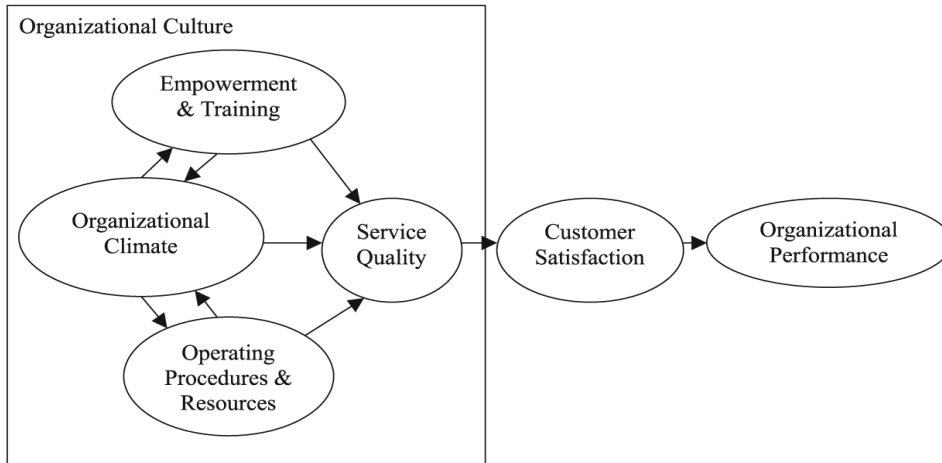 Organizational Culture
Empowerment
& Training
Organizational
Climate
Service
Quality
Customer
Satisfaction
Organizational
Performance
Operating
Procedures &
Resources